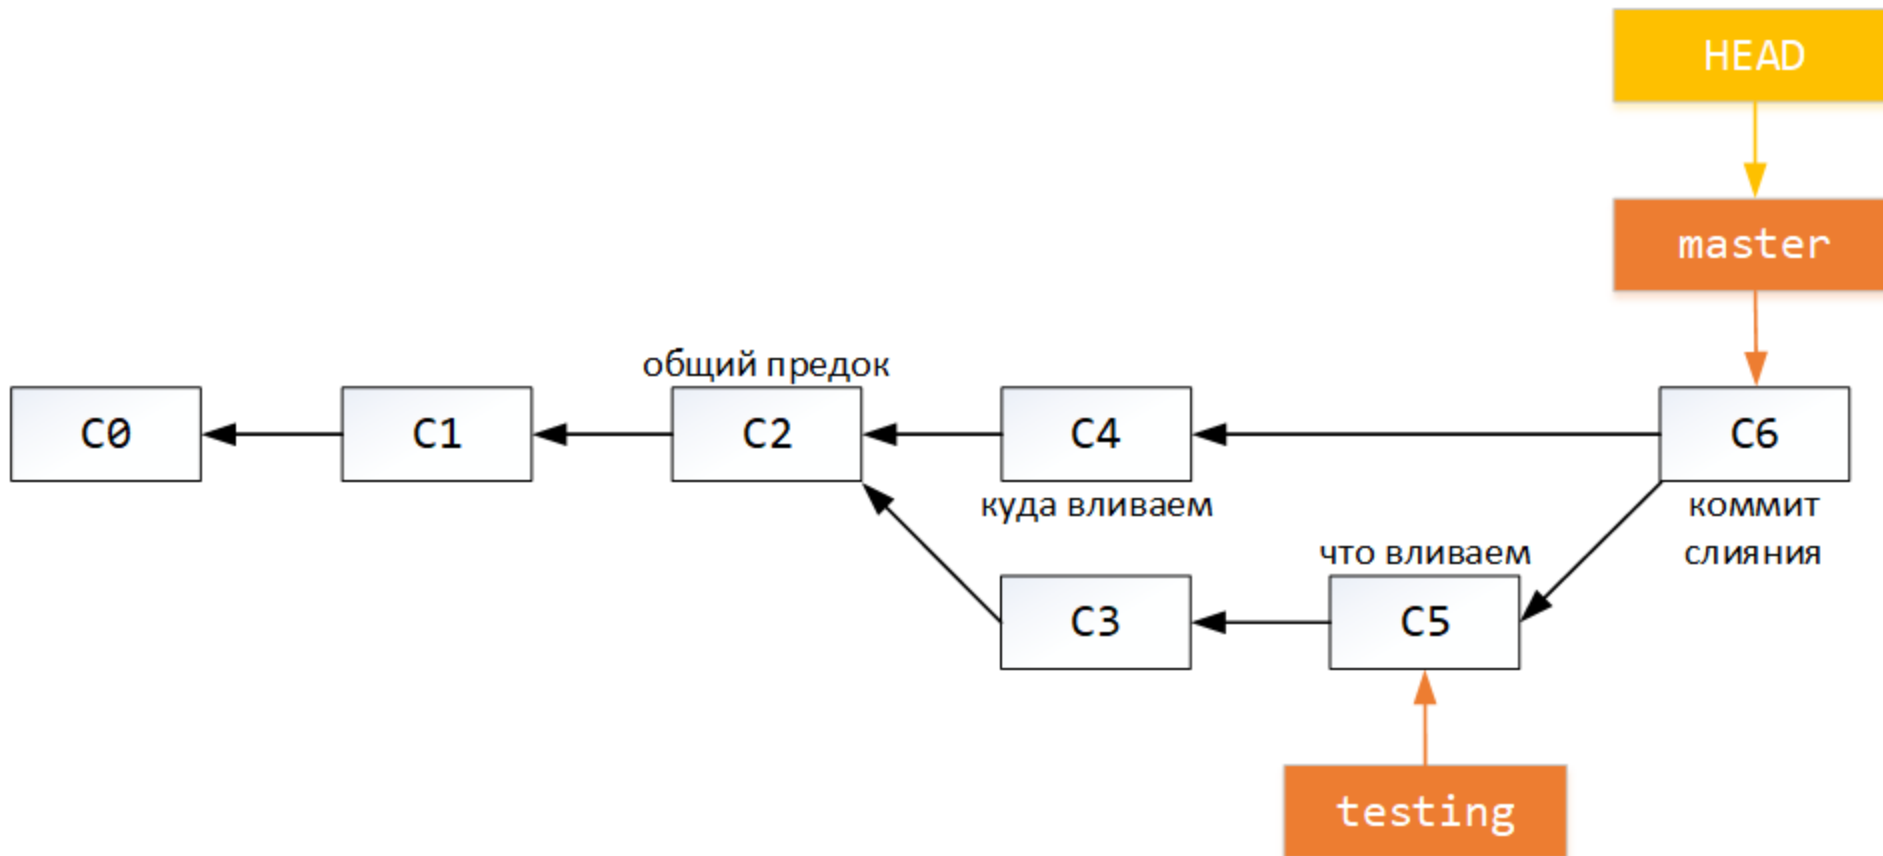 HEAD
master
общий предок
C0
C1
C2
C4
C6
куда вливаем
коммит
слияния
что вливаем
C3
C5
testing